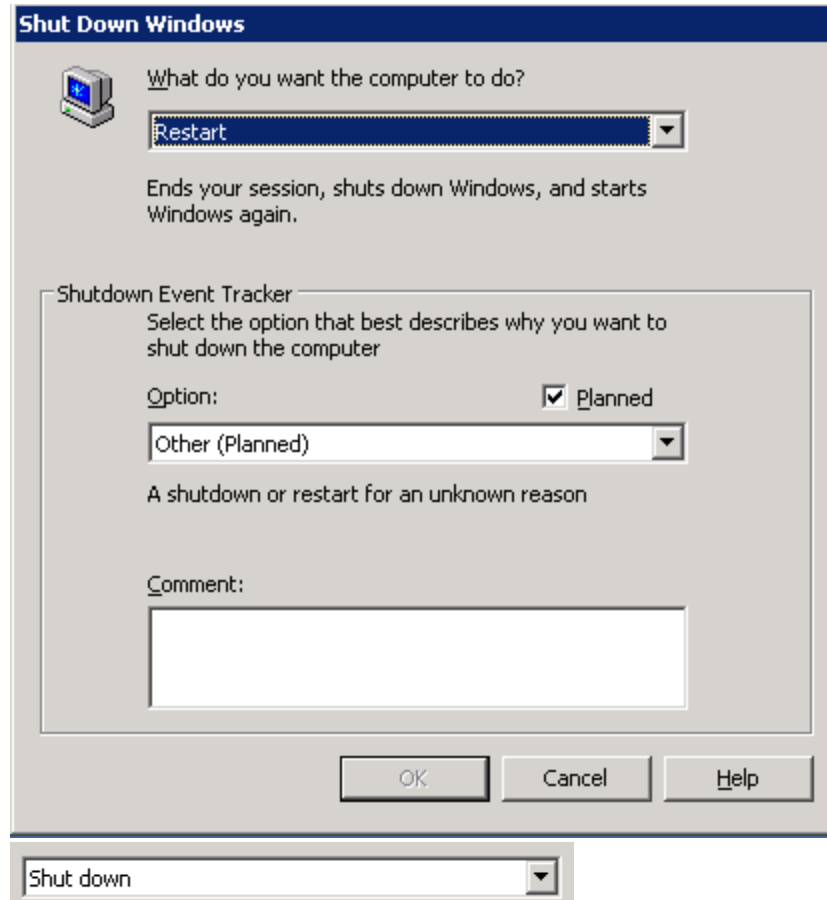 Shut Down Windows
What do you want the computer to do?
Restart
Ends your session, shuts down Windows, and starts
Windows again.
Shutdown Event Tracker
Select the option that best describes why you want to
shut down the computer
Option:
Planned
Other (Planned)
A shutdown or restart for an unknown reason
Comment:
OK Cancel Help
Shut down